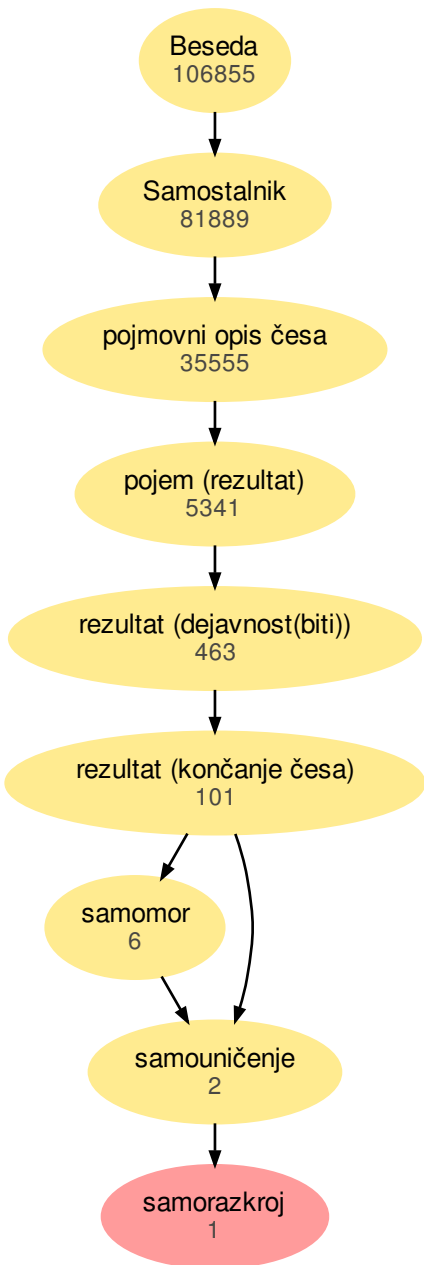 Beseda
106855
Samostalnik
81889
pojmovni opis česa
35555
pojem (rezultat)
5341
rezultat (dejavnost(biti))
463
rezultat (končanje česa)
101
samomor
6
samouničenje
2
samorazkroj
1